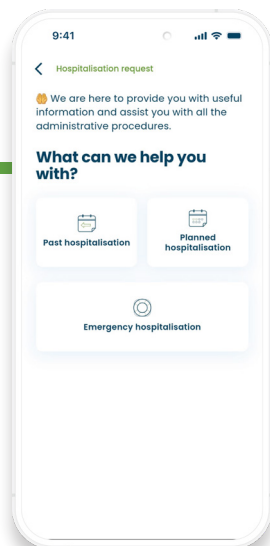 9:41
Hospitalisation request
We are here to provide you with useful
information and assist you with all the
administrative procedures.
What can we help you
with?
Past hospitalisation
Planned
hospitalisation
Emergency hospitalisation